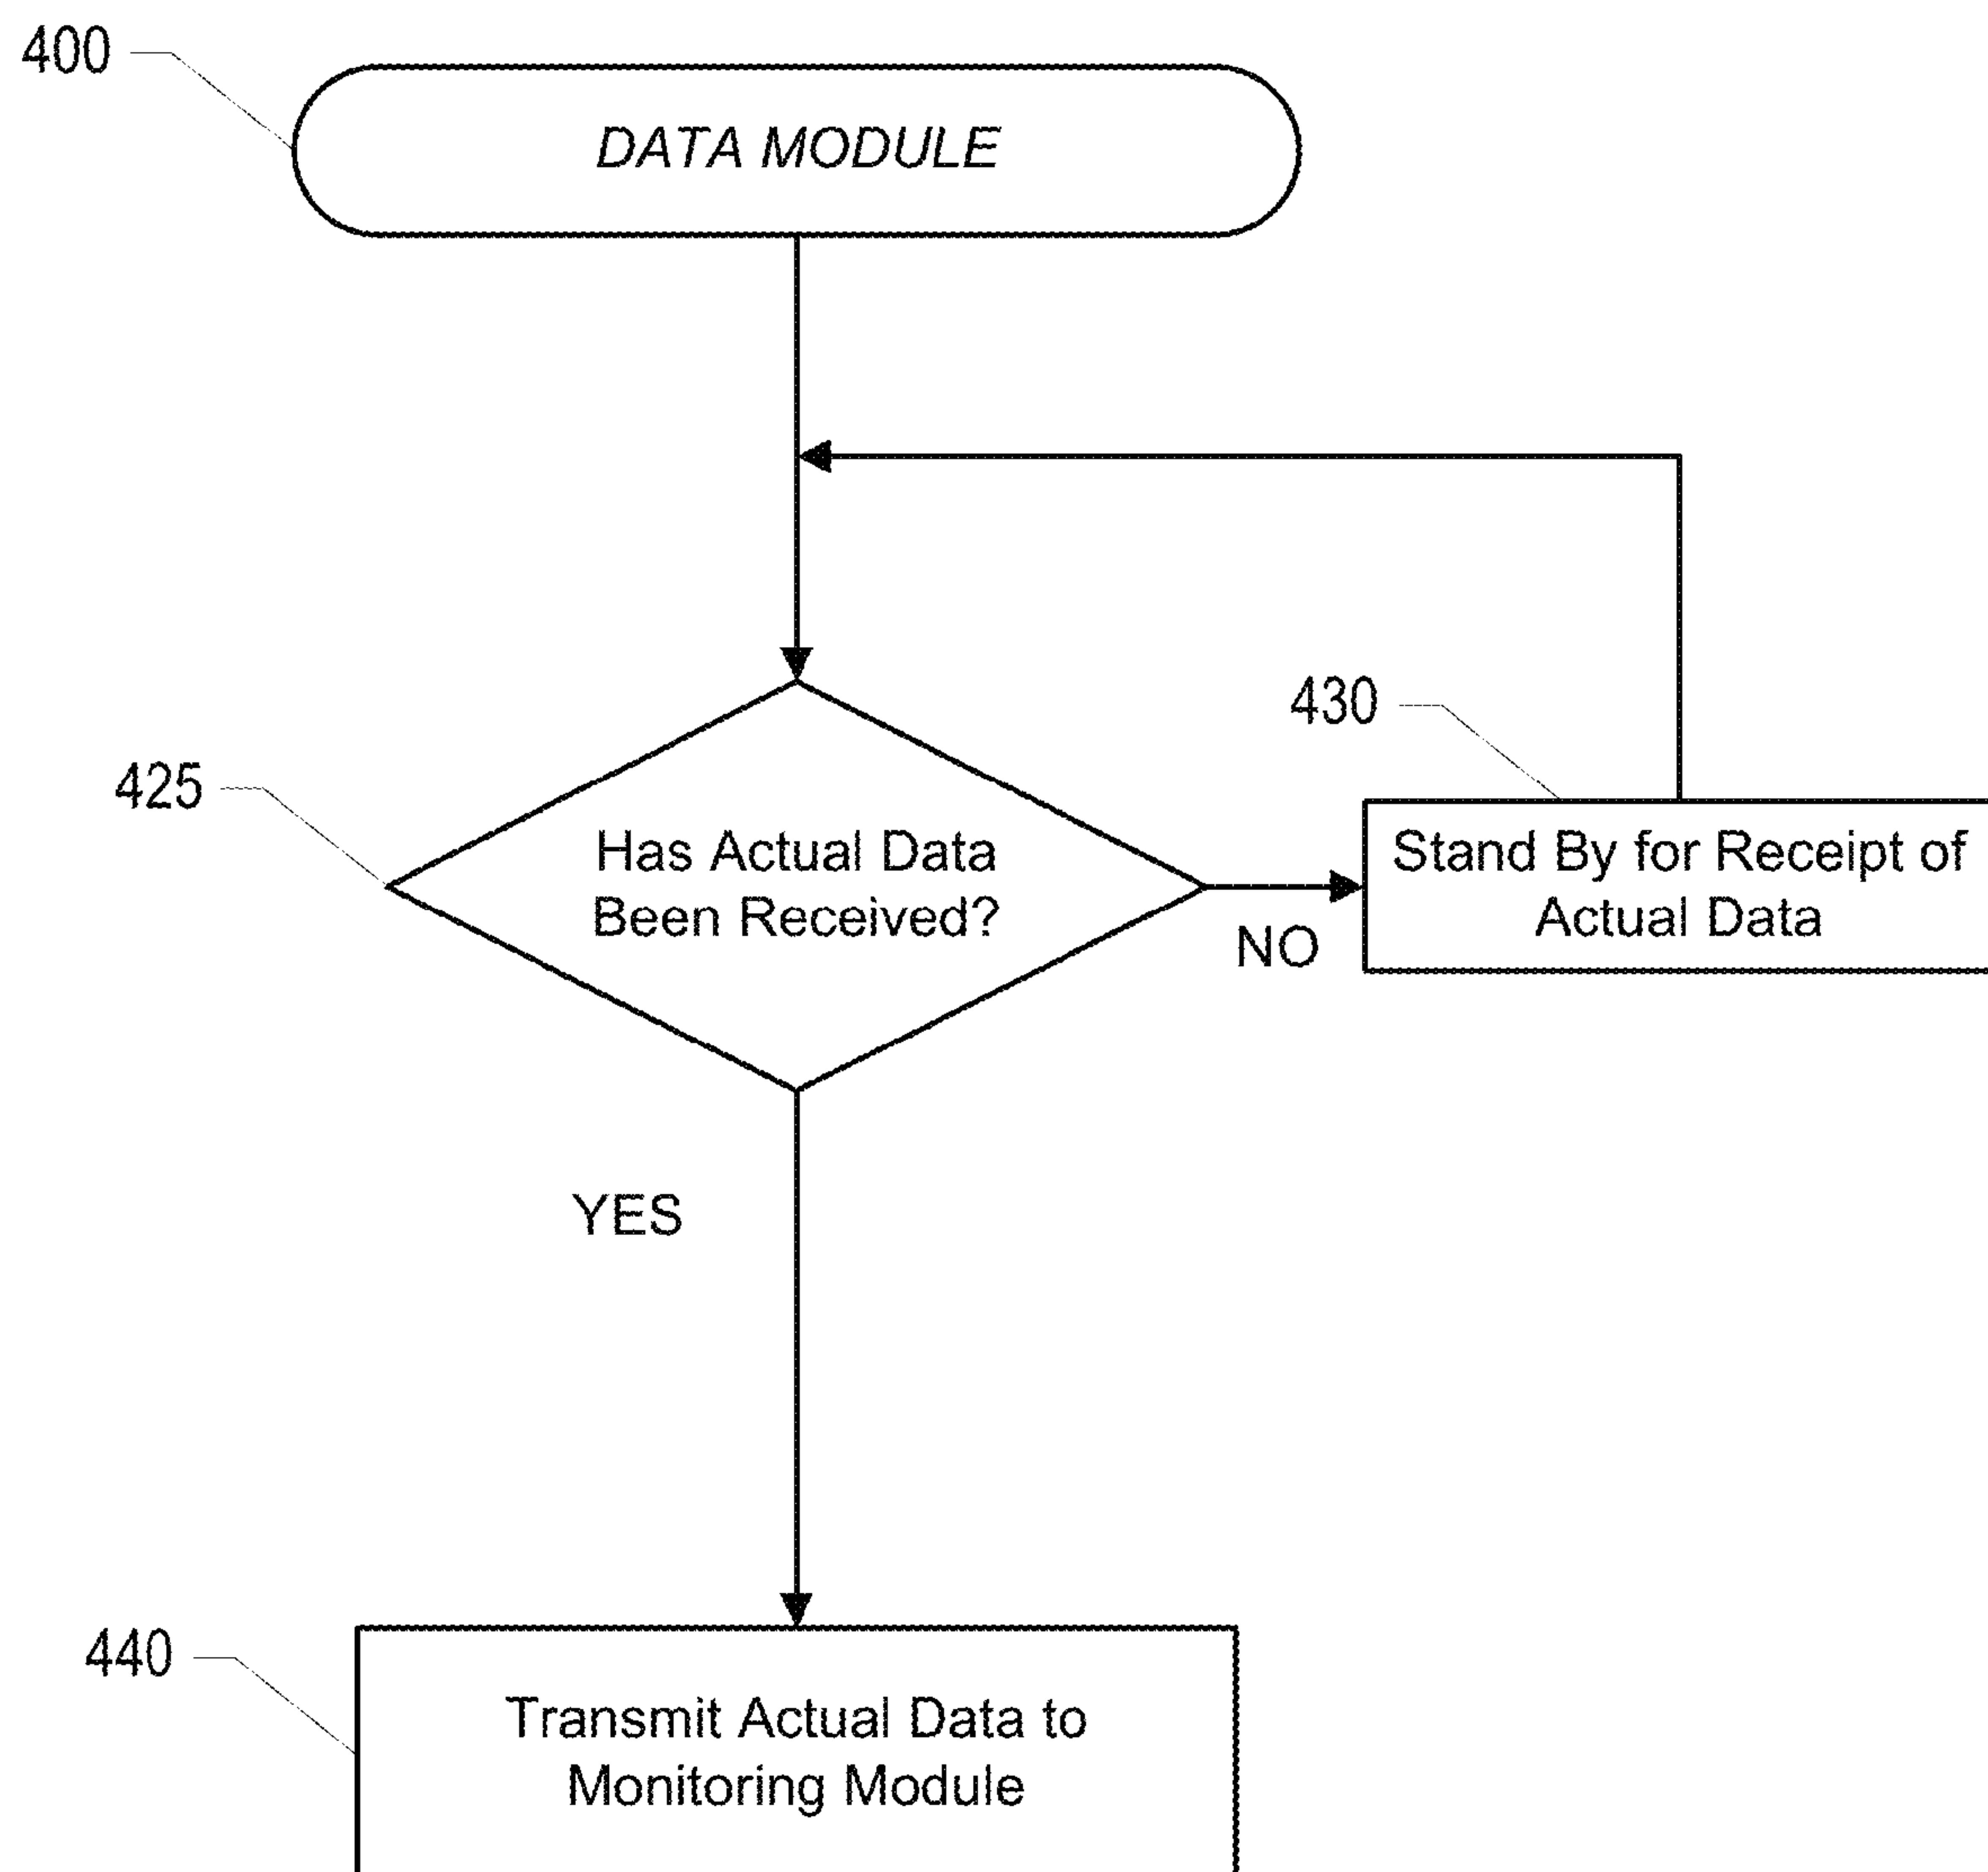 400
DATA MODULE
430
425
Has Actual Data
Been Received?
NO
Stand By for Receipt of
Actual Data
YES
440
Transmit Actual Data to
Monitoring Module